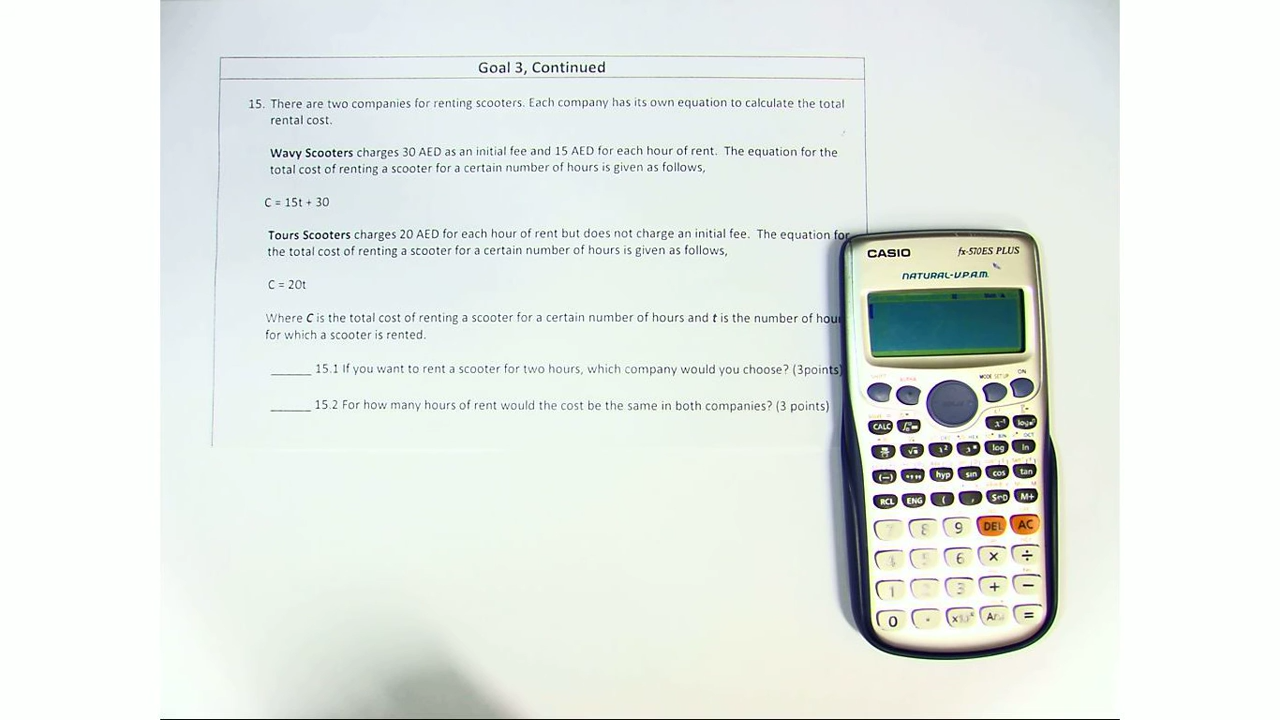 Goal 3, Continued
15. There are two companies for renting scooters. Each company has its own equation to calculate the total
rental cost.
Wavy Scooters charges 30 AED as an initial fee and 15 AED for each hour of rent. The equation for the
total cost of renting a scooter for a certain number of hours is given as follows,
C = 15t + 30
Tours Scooters charges 20 AED for each hour of rent but does not charge an initial fee. The equation for
the total cost of renting a scooter for a certain number of hours is given as follows,
C = 20t
Where C is the total cost of renting a scooter for a certain number of hours and t is the number of hou
for which a scooter is rented.
______ 15.1 If you want to rent a scooter for two hours, which company would you choose? (3points)
______ 15.2 For how many hours of rent would the cost be the same in both companies? (3 points)
CASIO fx-570ES PLUS
NATURAL-V.P.A.M.
MODE SETUP ON
CALC
log ln
(−) hyp sin cos tan
RCL ENG ( S⇔D M+
7 8 9 DEL AC
5 6 × ÷
1 2 3 + −
0 . Ans =